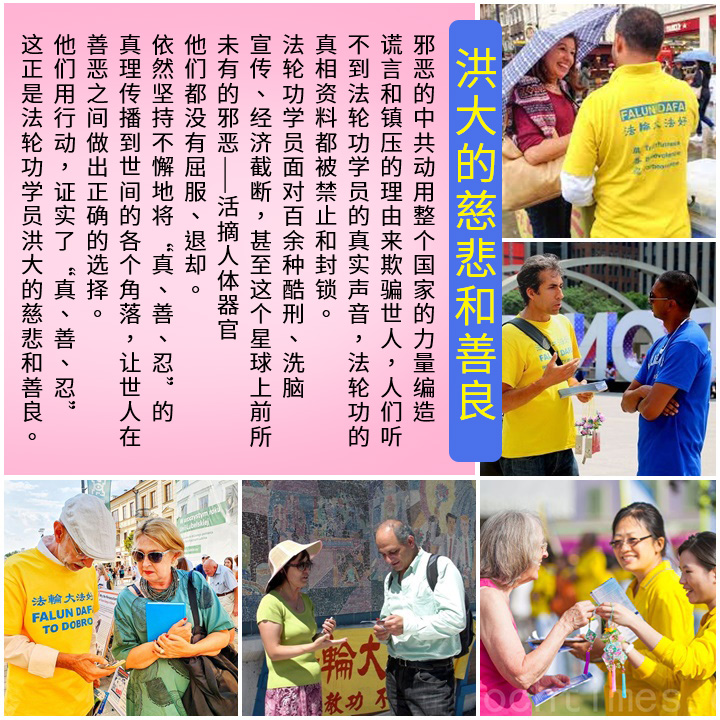 洪大的慈悲和善良
邪恶的中共动用整个国家的力量编造
谎言和镇压的理由来欺骗世人，人们听
不到法轮功学员的真实声音，法轮功的
真相资料都被禁止和封锁。
法轮功学员面对百余种酷刑、洗脑
宣传、经济截断，甚至这个星球上前所
未有的邪恶——活摘人体器官
他们都没有屈服、退却。
依然坚持不懈地将“真、善、忍”的
真理传播到世间的各个角落，让世人在
善恶之间做出正确的选择。
他们用行动，证实了“真、善、忍”
这正是法轮功学员洪大的慈悲和善良。
FALUN DAFA
法輪大法好
法輪大法好
FALUN DAFA
TO DOBRO
輪大
教功